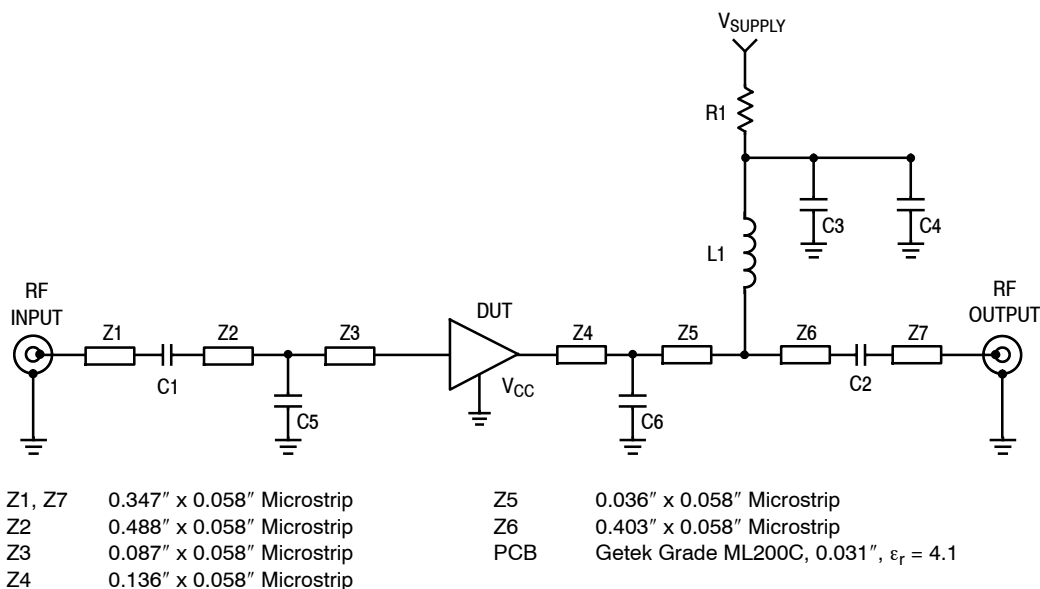 V_SUPPLY
R1
C3
C4
L1
RF
INPUT
RF
OUTPUT
Z1
Z2
Z3
DUT
Z4
Z5
Z6
Z7
C1
C5
V_CC
C6
C2
Z1, Z7 0.347″ x 0.058″ Microstrip
Z2 0.488″ x 0.058″ Microstrip
Z3 0.087″ x 0.058″ Microstrip
Z4 0.136″ x 0.058″ Microstrip
Z5 0.036″ x 0.058″ Microstrip
Z6 0.403″ x 0.058″ Microstrip
PCB Getek Grade ML200C, 0.031″, ε_r = 4.1